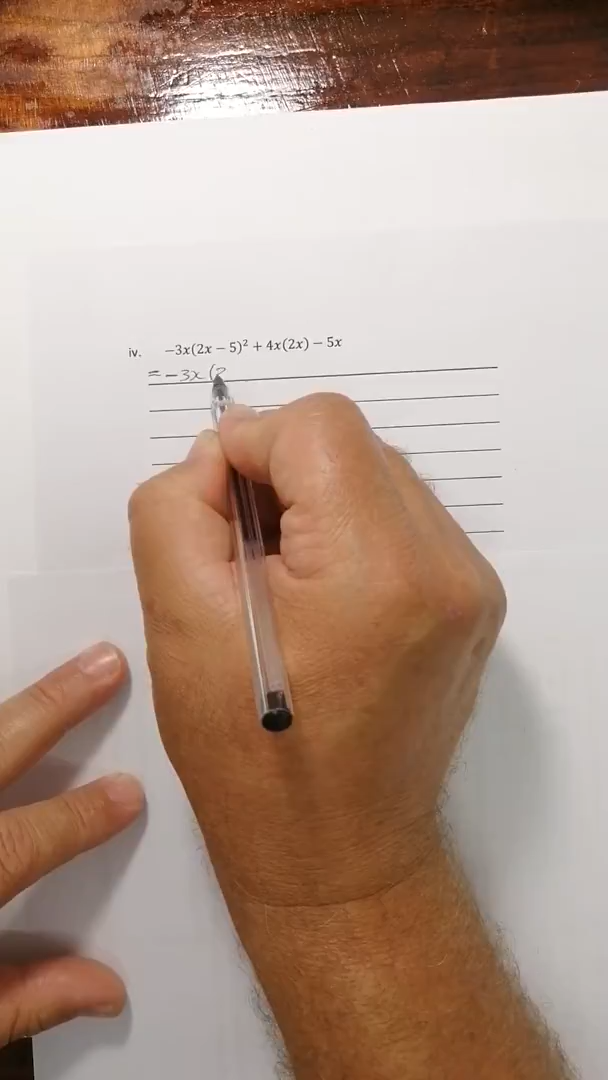 iv. −3x(2x − 5)² + 4x(2x) − 5x
= −3x (2